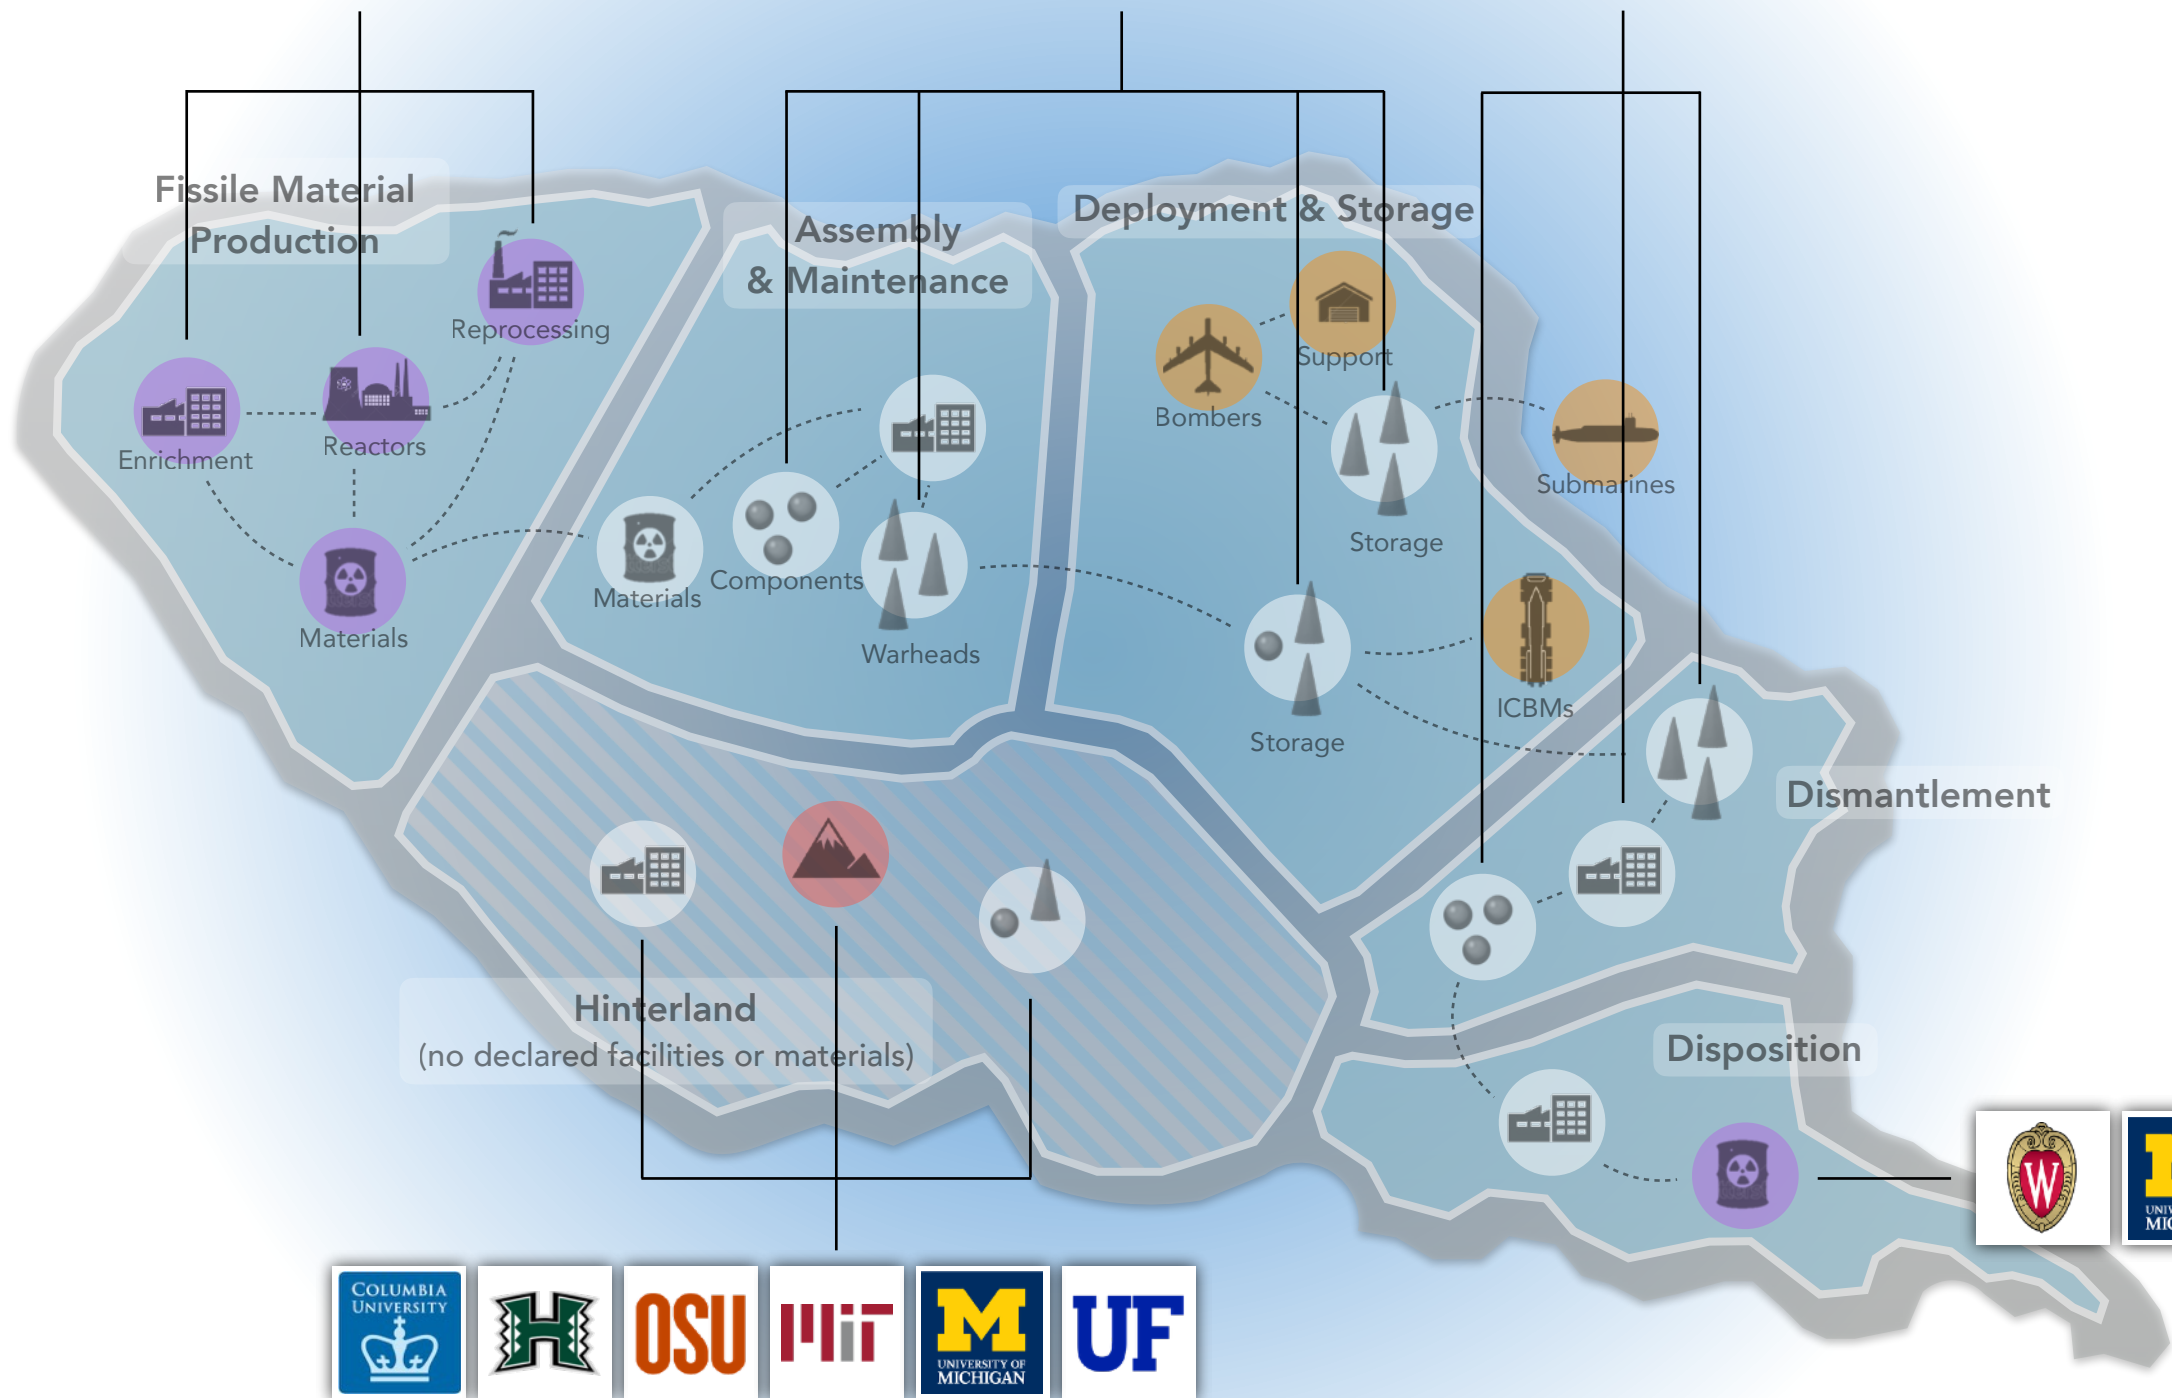 Fissile Material
Production
Assembly
& Maintenance
Deployment & Storage
Reprocessing
Enrichment
Reactors
Materials
Materials
Components
Warheads
Bombers
Support
Storage
Submarines
Storage
ICBMs
Dismantlement
Hinterland
(no declared facilities or materials)
Disposition
W
COLUMBIA
UNIVERSITY
H
OSU
MIT
M
UNIVERSITY OF
MICHIGAN
UF